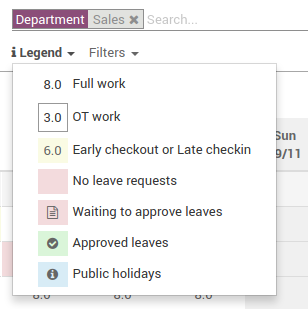 Department Sales ✖ Search...
Legend Filters
8.0 Full work
3.0 OT work
6.0 Early checkout or Late checkin
No leave requests
Waiting to approve leaves
Approved leaves
Public holidays
Sun
9/11
8.0 8.0 8.0